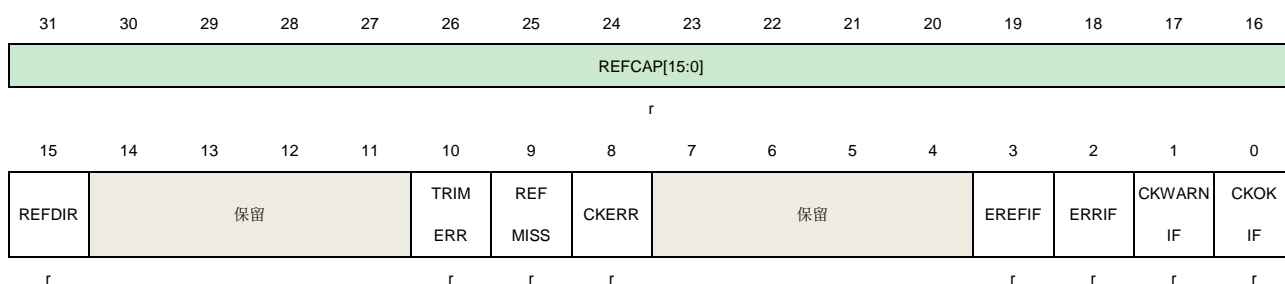 31 30 29 28 27 26 25 24 23 22 21 20 19 18 17 16
REFCAP[15:0]
r
15 14 13 12 11 10 9 8 7 6 5 4 3 2 1 0
REFDIR 保留 TRIM ERR REF MISS CKERR 保留 EREFIF ERRIF CKWARN IF CKOK IF
r r r r r r r r